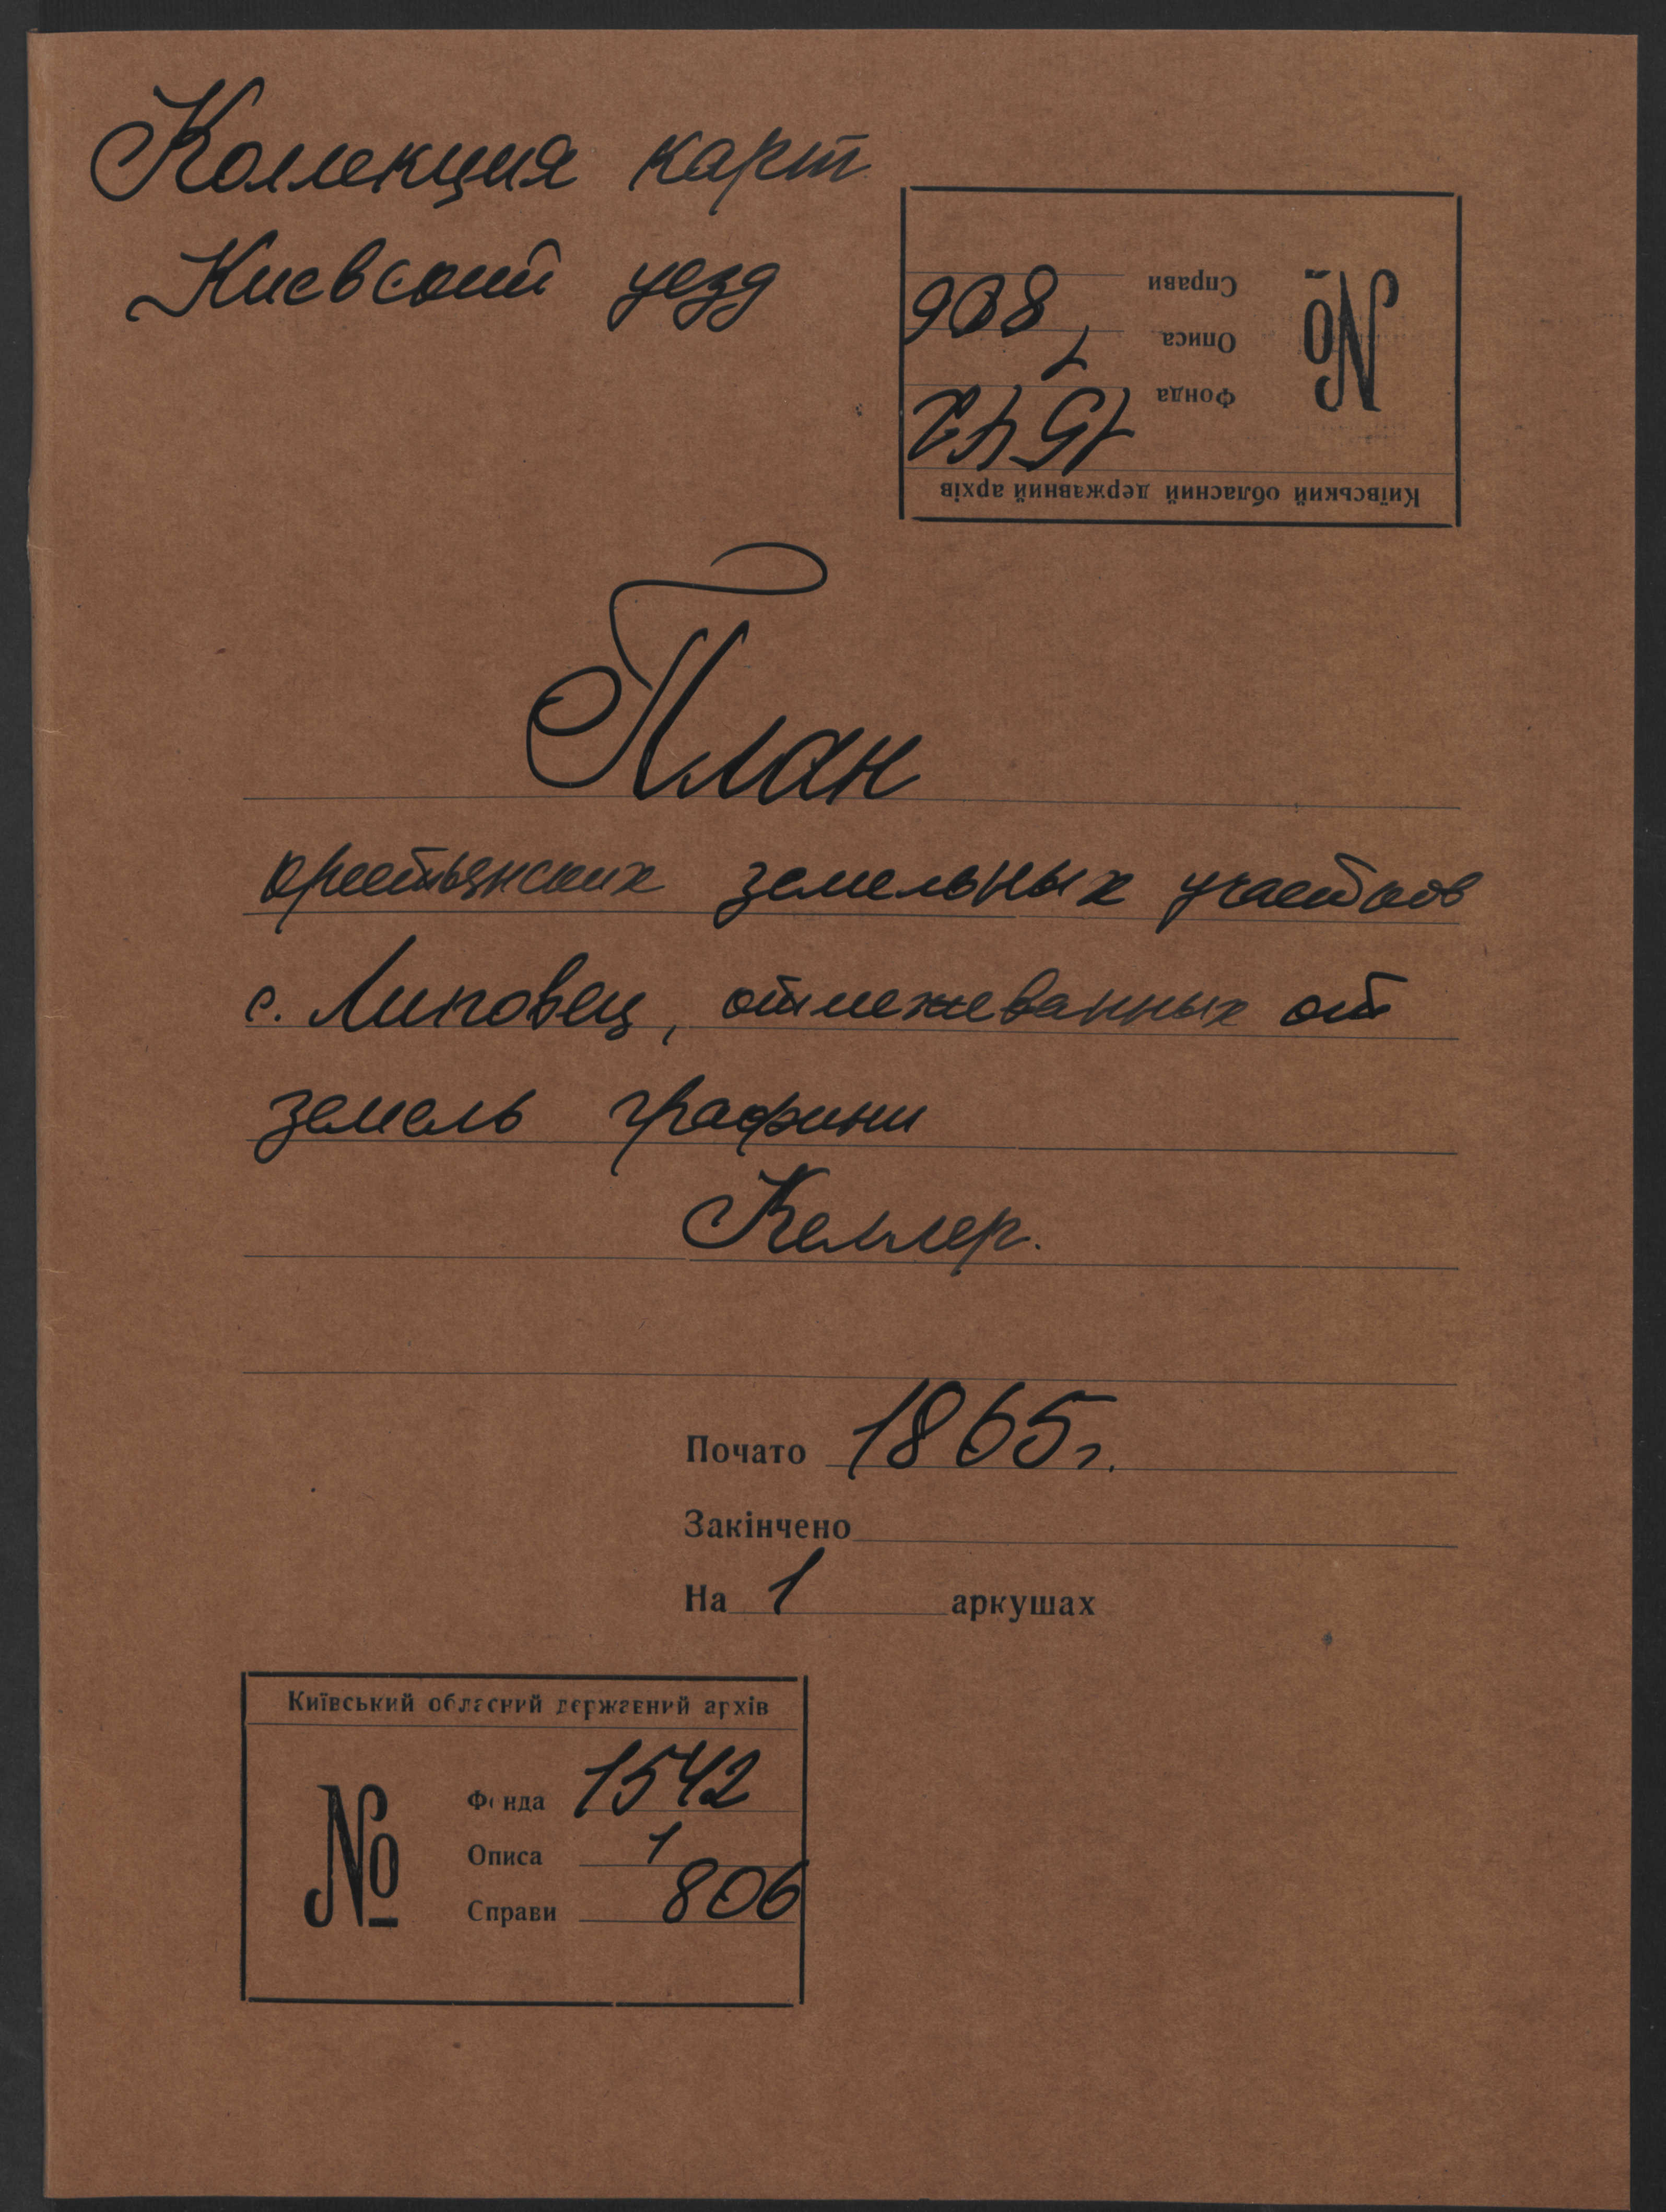 Коллекция карт
Киевский уезд
Київський обласний державний архів
№
Фонда 1542
Описа 1
Справи 806
План
крестьянских земельных участков
с. Липовец, отмежеванных от
земель графини
Келлер.
Почато 1865 г.
Закінчено
На 1 аркушах
Київський обласний державний архів
№
Фонда 1542
Описа 1
Справи 806